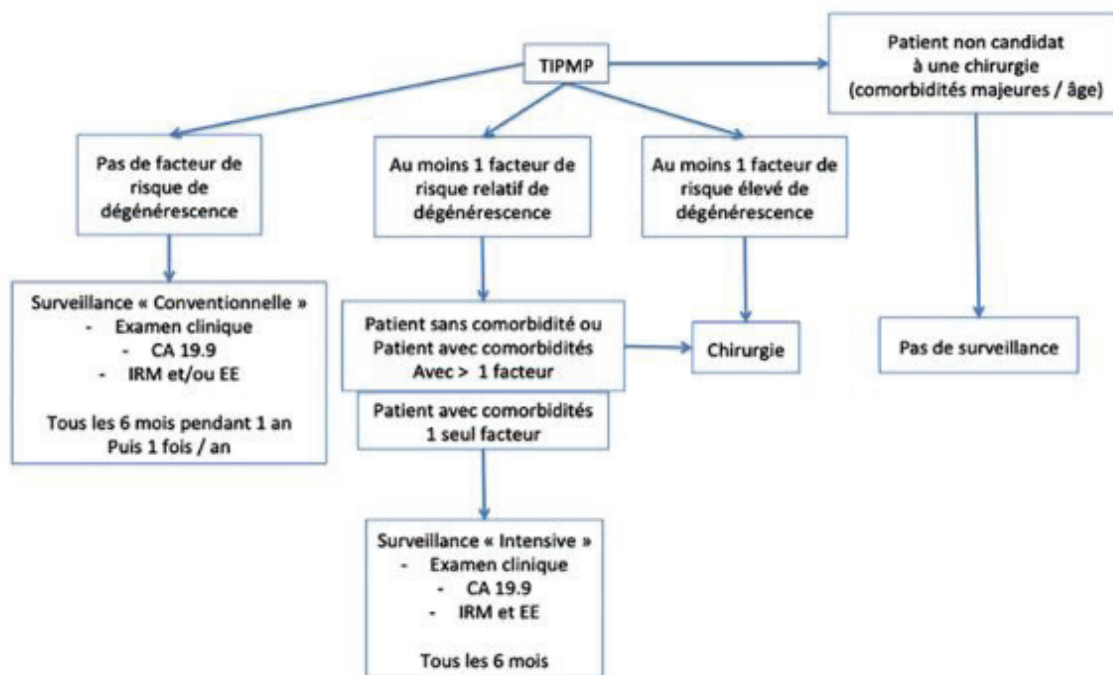 TIPMP
Patient non candidat
à une chirurgie
(comorbidités majeures / âge)
Pas de facteur de
risque de
dégénérescence
Au moins 1 facteur de
risque relatif de
dégénérescence
Au moins 1 facteur de
risque élevé de
dégénérescence
Surveillance « Conventionnelle »
- Examen clinique
- CA 19.9
- IRM et/ou EE
Tous les 6 mois pendant 1 an
Puis 1 fois / an
Patient sans comorbidité ou
Patient avec comorbidités
Avec > 1 facteur
Chirurgie
Pas de surveillance
Patient avec comorbidités
1 seul facteur
Surveillance « Intensive »
- Examen clinique
- CA 19.9
- IRM et EE
Tous les 6 mois